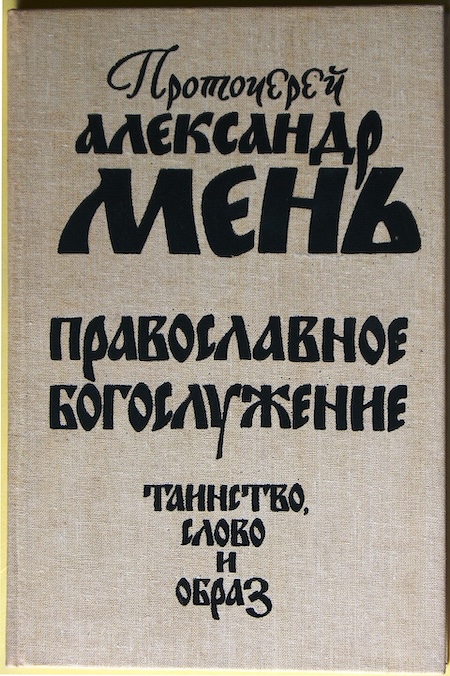 Протоиерей
АЛЕКСАНДР
МЕНЬ
ПРАВОСЛАВНОЕ
БОГОСЛУЖЕНИЕ
ТАИНСТВО,
СЛОВО
И
ОБРАЗ